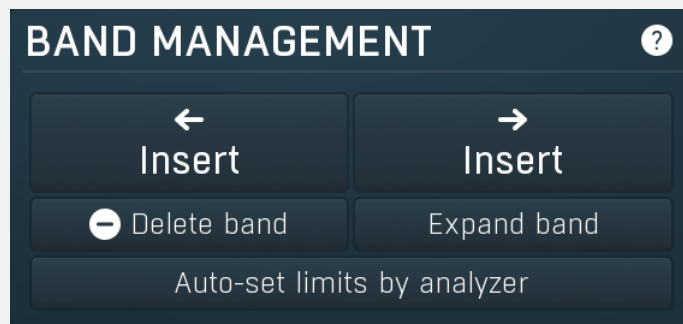 BAND MANAGEMENT ?
← →
Insert Insert
Delete band Expand band
Auto-set limits by analyzer